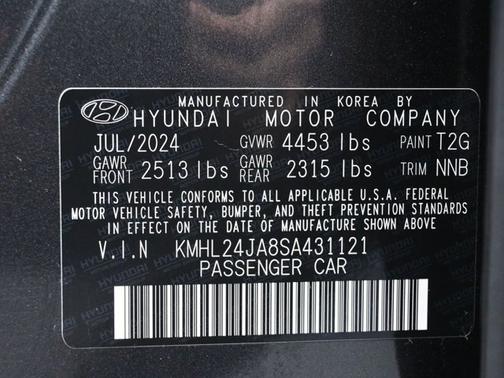 MANUFACTURED IN KOREA BY
HYUNDAI MOTOR COMPANY
JUL/2024 GVWR 4453 lbs PAINT T2G
GAWR FRONT 2513 lbs GAWR REAR 2315 lbs TRIM NNB
THIS VEHICLE CONFORMS TO ALL APPLICABLE U.S.A. FEDERAL
MOTOR VEHICLE SAFETY, BUMPER, AND THEFT PREVENTION STANDARDS
IN EFFECT ON THE DATE OF MANUFACTURE SHOWN ABOVE.
V.I.N KMHL24JA8SA431121
PASSENGER CAR